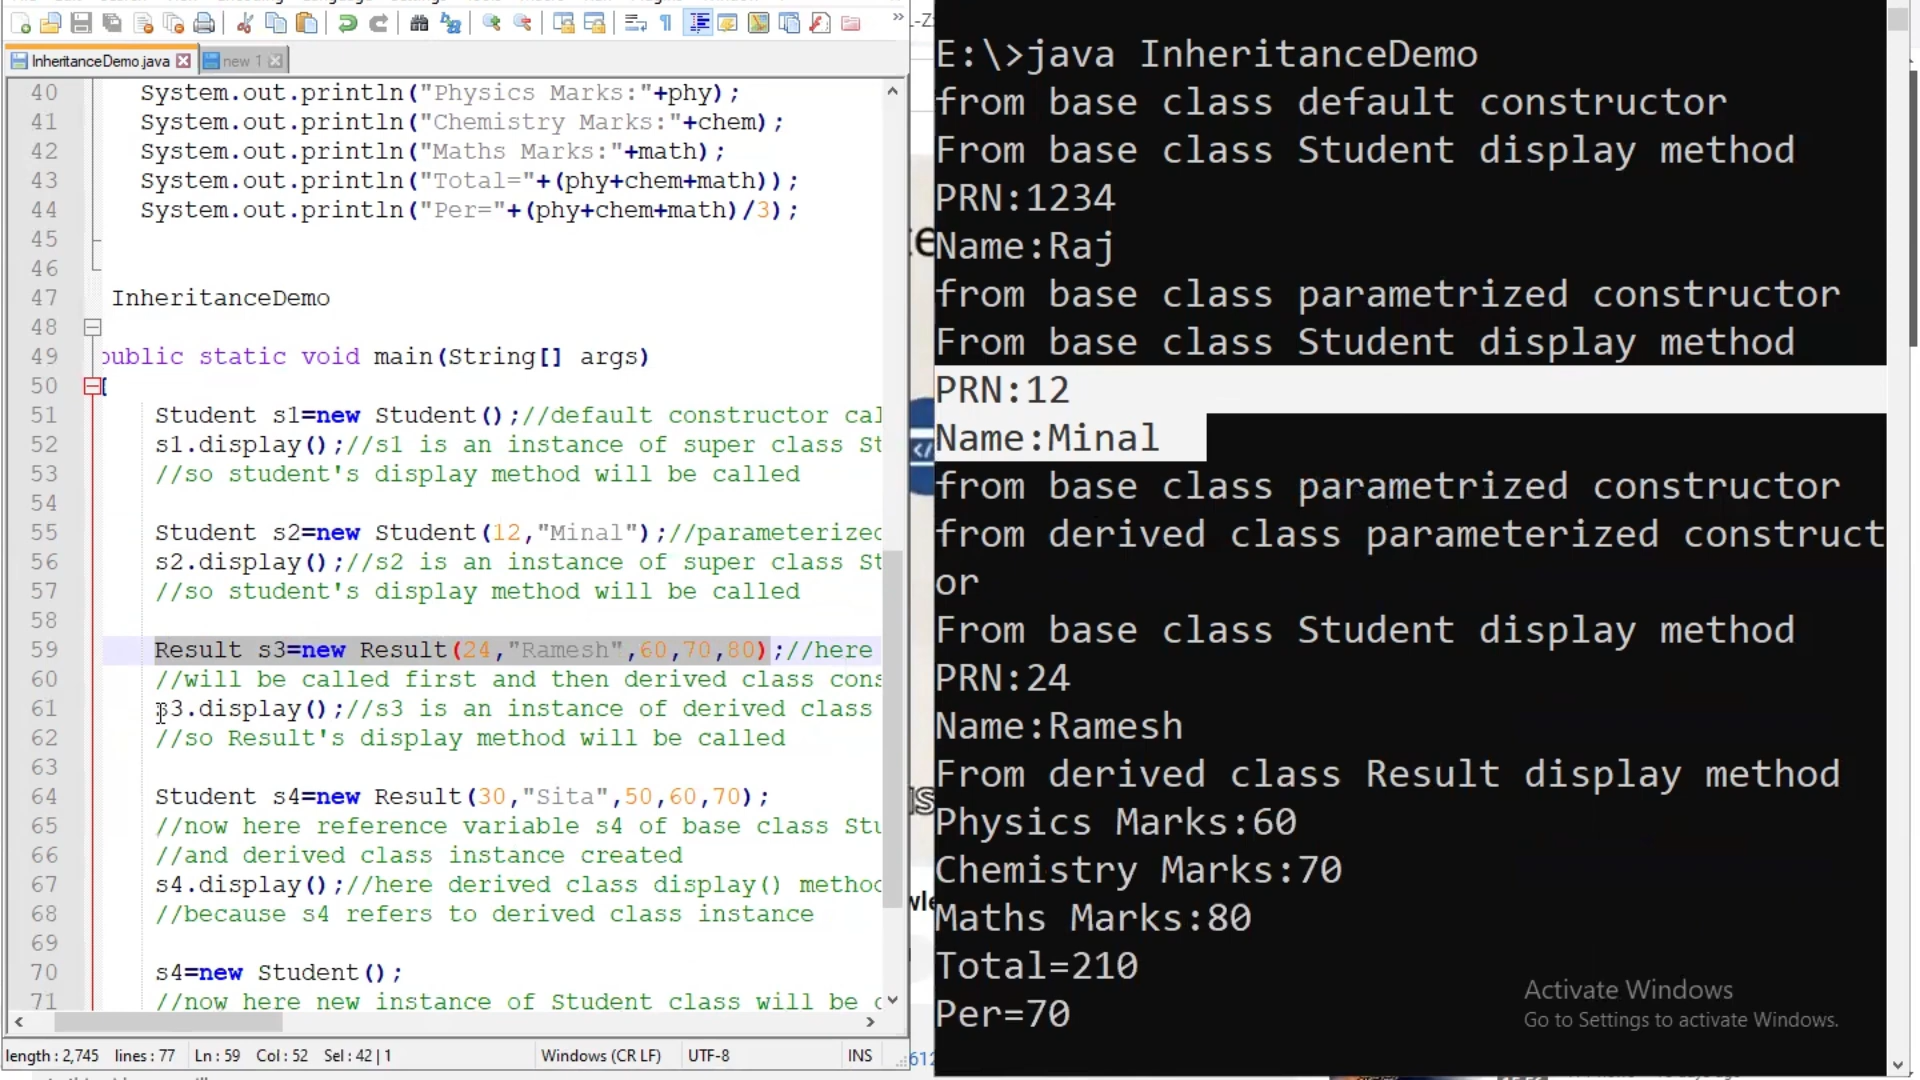 InheritanceDemo.java
new 1
40 System.out.println("Physics Marks:"+phy);
41 System.out.println("Chemistry Marks:"+chem);
42 System.out.println("Maths Marks:"+math);
43 System.out.println("Total="+(phy+chem+math));
44 System.out.println("Per="+(phy+chem+math)/3);
45
46
47 InheritanceDemo
48
49 public static void main(String[] args)
50 {
51 Student s1=new Student();//default constructor cal
52 s1.display();//s1 is an instance of super class St
53 //so student's display method will be called
54
55 Student s2=new Student(12,"Minal");//parameterized
56 s2.display();//s2 is an instance of super class St
57 //so student's display method will be called
58
59 Result s3=new Result(24,"Ramesh",60,70,80);//here
60 //will be called first and then derived class cons
61 s3.display();//s3 is an instance of derived class
62 //so Result's display method will be called
63
64 Student s4=new Result(30,"Sita",50,60,70);
65 //now here reference variable s4 of base class Stu
66 //and derived class instance created
67 s4.display();//here derived class display() method
68 //because s4 refers to derived class instance
69
70 s4=new Student();
71 //now here new instance of Student class will be c
length : 2,745 lines : 77 Ln : 59 Col : 52 Sel : 42 | 1 Windows (CR LF) UTF-8 INS
E:\>java InheritanceDemo
from base class default constructor
From base class Student display method
PRN:1234
Name:Raj
from base class parametrized constructor
From base class Student display method
PRN:12
Name:Minal
from base class parametrized constructor
from derived class parameterized construct
or
From base class Student display method
PRN:24
Name:Ramesh
From derived class Result display method
Physics Marks:60
Chemistry Marks:70
Maths Marks:80
Total=210
Per=70
Activate Windows
Go to Settings to activate Windows.